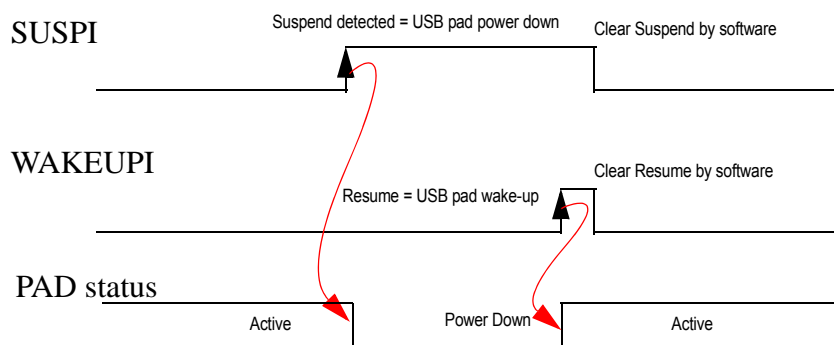 SUSPI
Suspend detected = USB pad power down
Clear Suspend by software
WAKEUPI
Resume = USB pad wake-up
Clear Resume by software
PAD status
Active
Power Down
Active